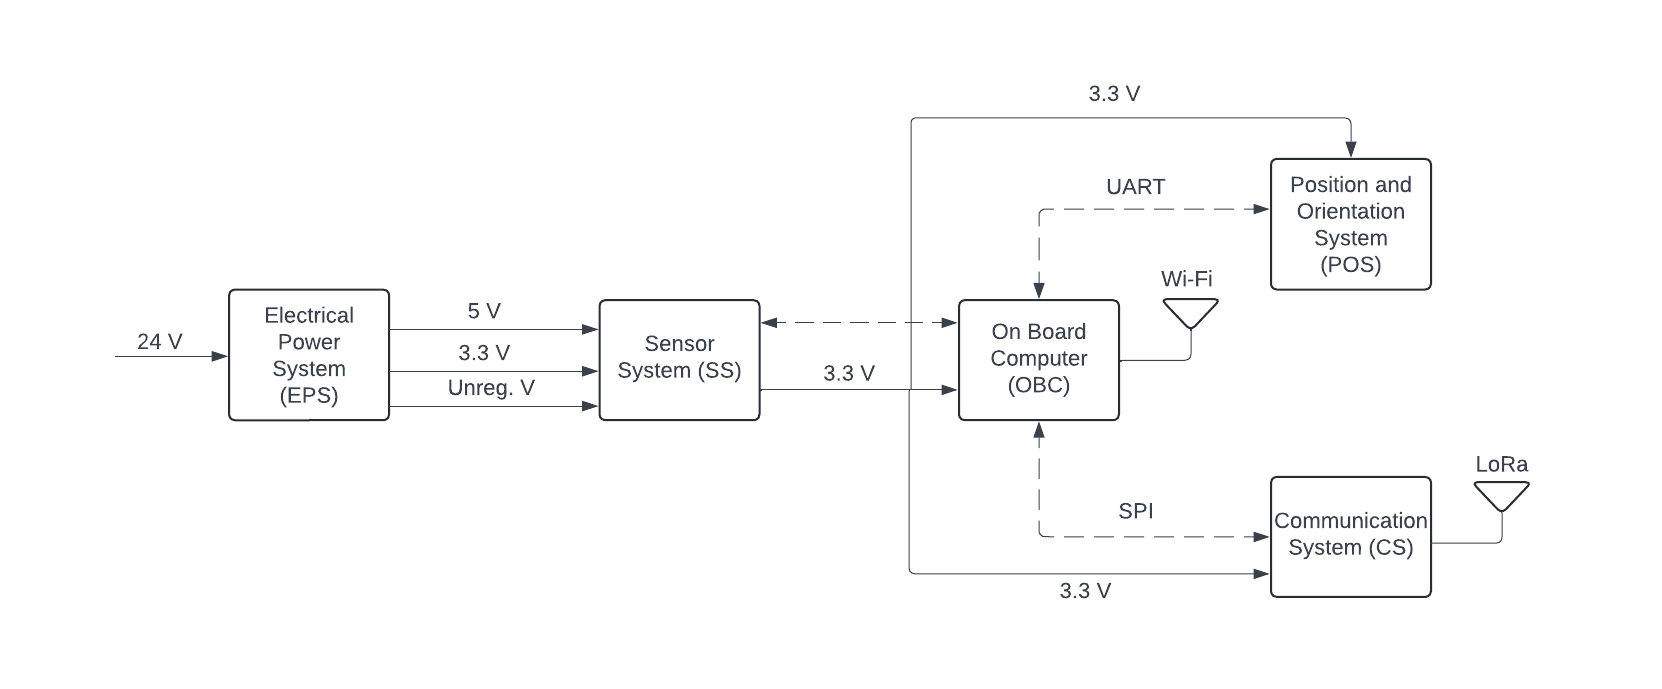 24 V
Electrical
Power
System
(EPS)
5 V
3.3 V
Unreg. V
Sensor
System (SS)
3.3 V
3.3 V
UART
Position and
Orientation
System
(POS)
On Board
Computer
(OBC)
Wi-Fi
SPI
3.3 V
Communication
System (CS)
LoRa